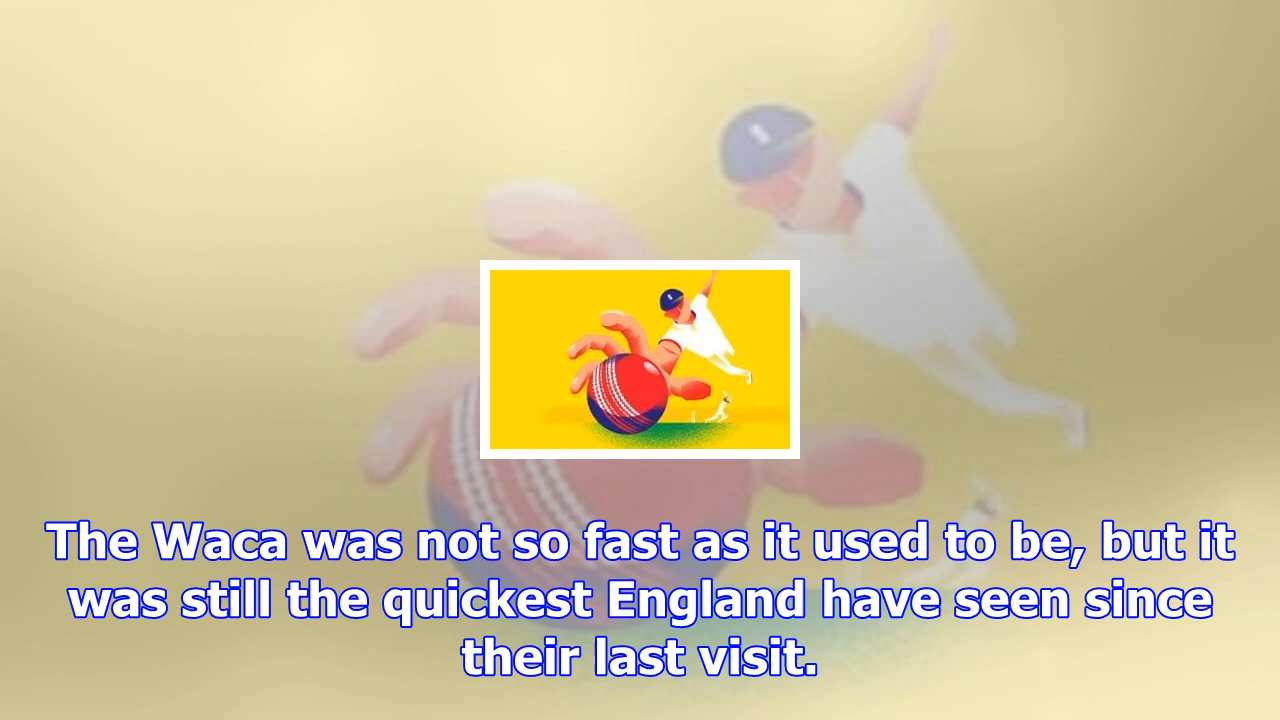 The Waca was not so fast as it used to be, but it
was still the quickest England have seen since
their last visit.